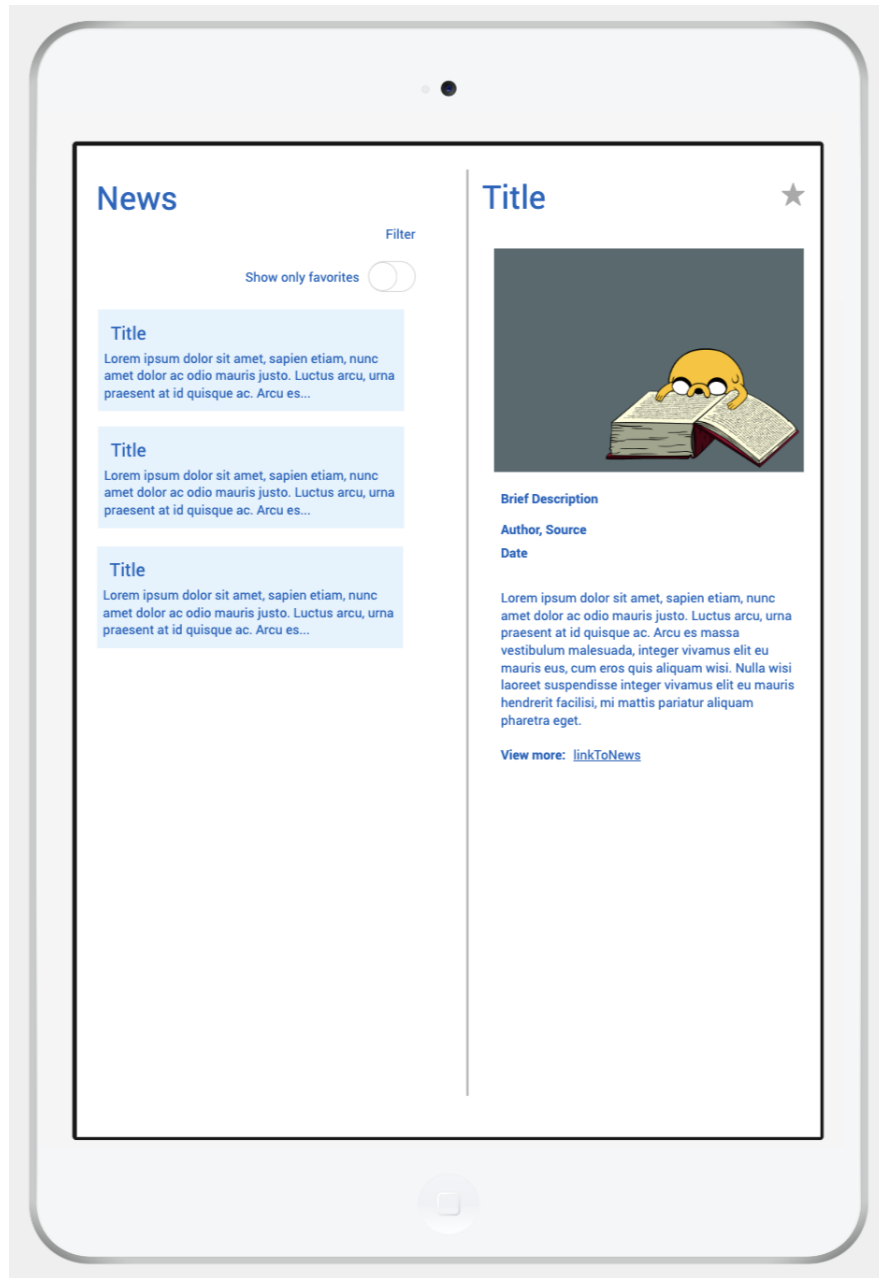 News
Filter
Show only favorites
Title
Lorem ipsum dolor sit amet, sapien etiam, nunc
amet dolor ac odio mauris justo. Luctus arcu, urna
praesent at id quisque ac. Arcu es...
Title
Lorem ipsum dolor sit amet, sapien etiam, nunc
amet dolor ac odio mauris justo. Luctus arcu, urna
praesent at id quisque ac. Arcu es...
Title
Lorem ipsum dolor sit amet, sapien etiam, nunc
amet dolor ac odio mauris justo. Luctus arcu, urna
praesent at id quisque ac. Arcu es...
Title
Brief Description
Author, Source
Date
Lorem ipsum dolor sit amet, sapien etiam, nunc
amet dolor ac odio mauris justo. Luctus arcu, urna
praesent at id quisque ac. Arcu es massa
vestibulum malesuada, integer vivamus elit eu
mauris eus, cum eros quis aliquam wisi. Nulla wisi
laoreet suspendisse integer vivamus elit eu mauris
hendrerit facilisi, mi mattis pariatur aliquam
pharetra eget.
View more: linkToNews